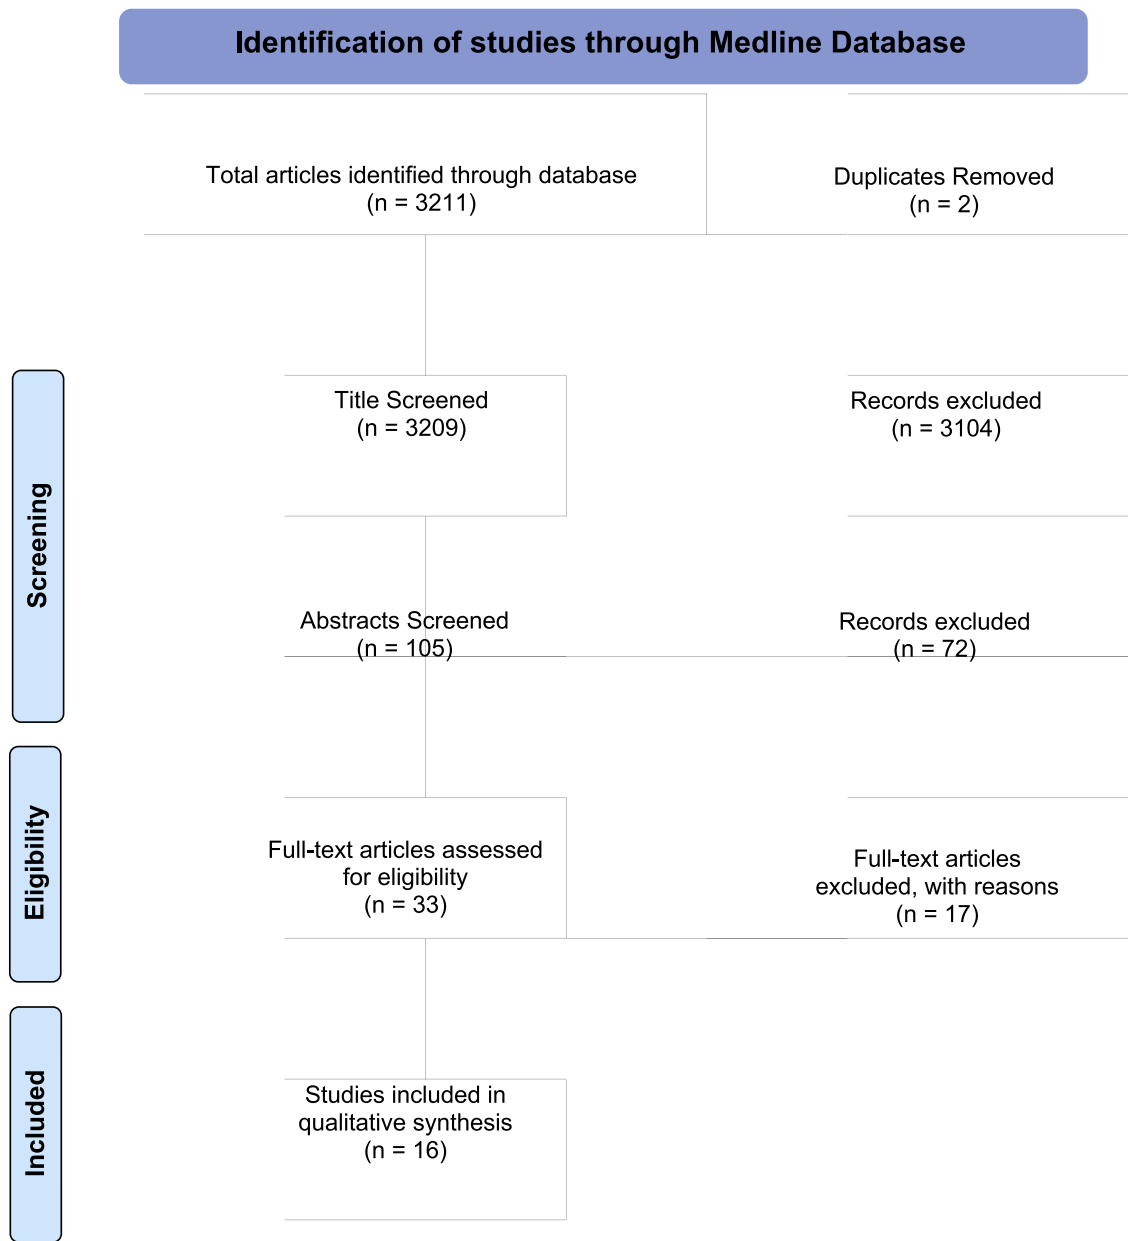 Identification of studies through Medline Database
Total articles identified through database
(n = 3211)
Duplicates Removed
(n = 2)
Screening
Title Screened
(n = 3209)
Records excluded
(n = 3104)
Abstracts Screened
(n = 105)
Records excluded
(n = 72)
Eligibility
Full-text articles assessed
for eligibility
(n = 33)
Full-text articles
excluded, with reasons
(n = 17)
Included
Studies included in
qualitative synthesis
(n = 16)